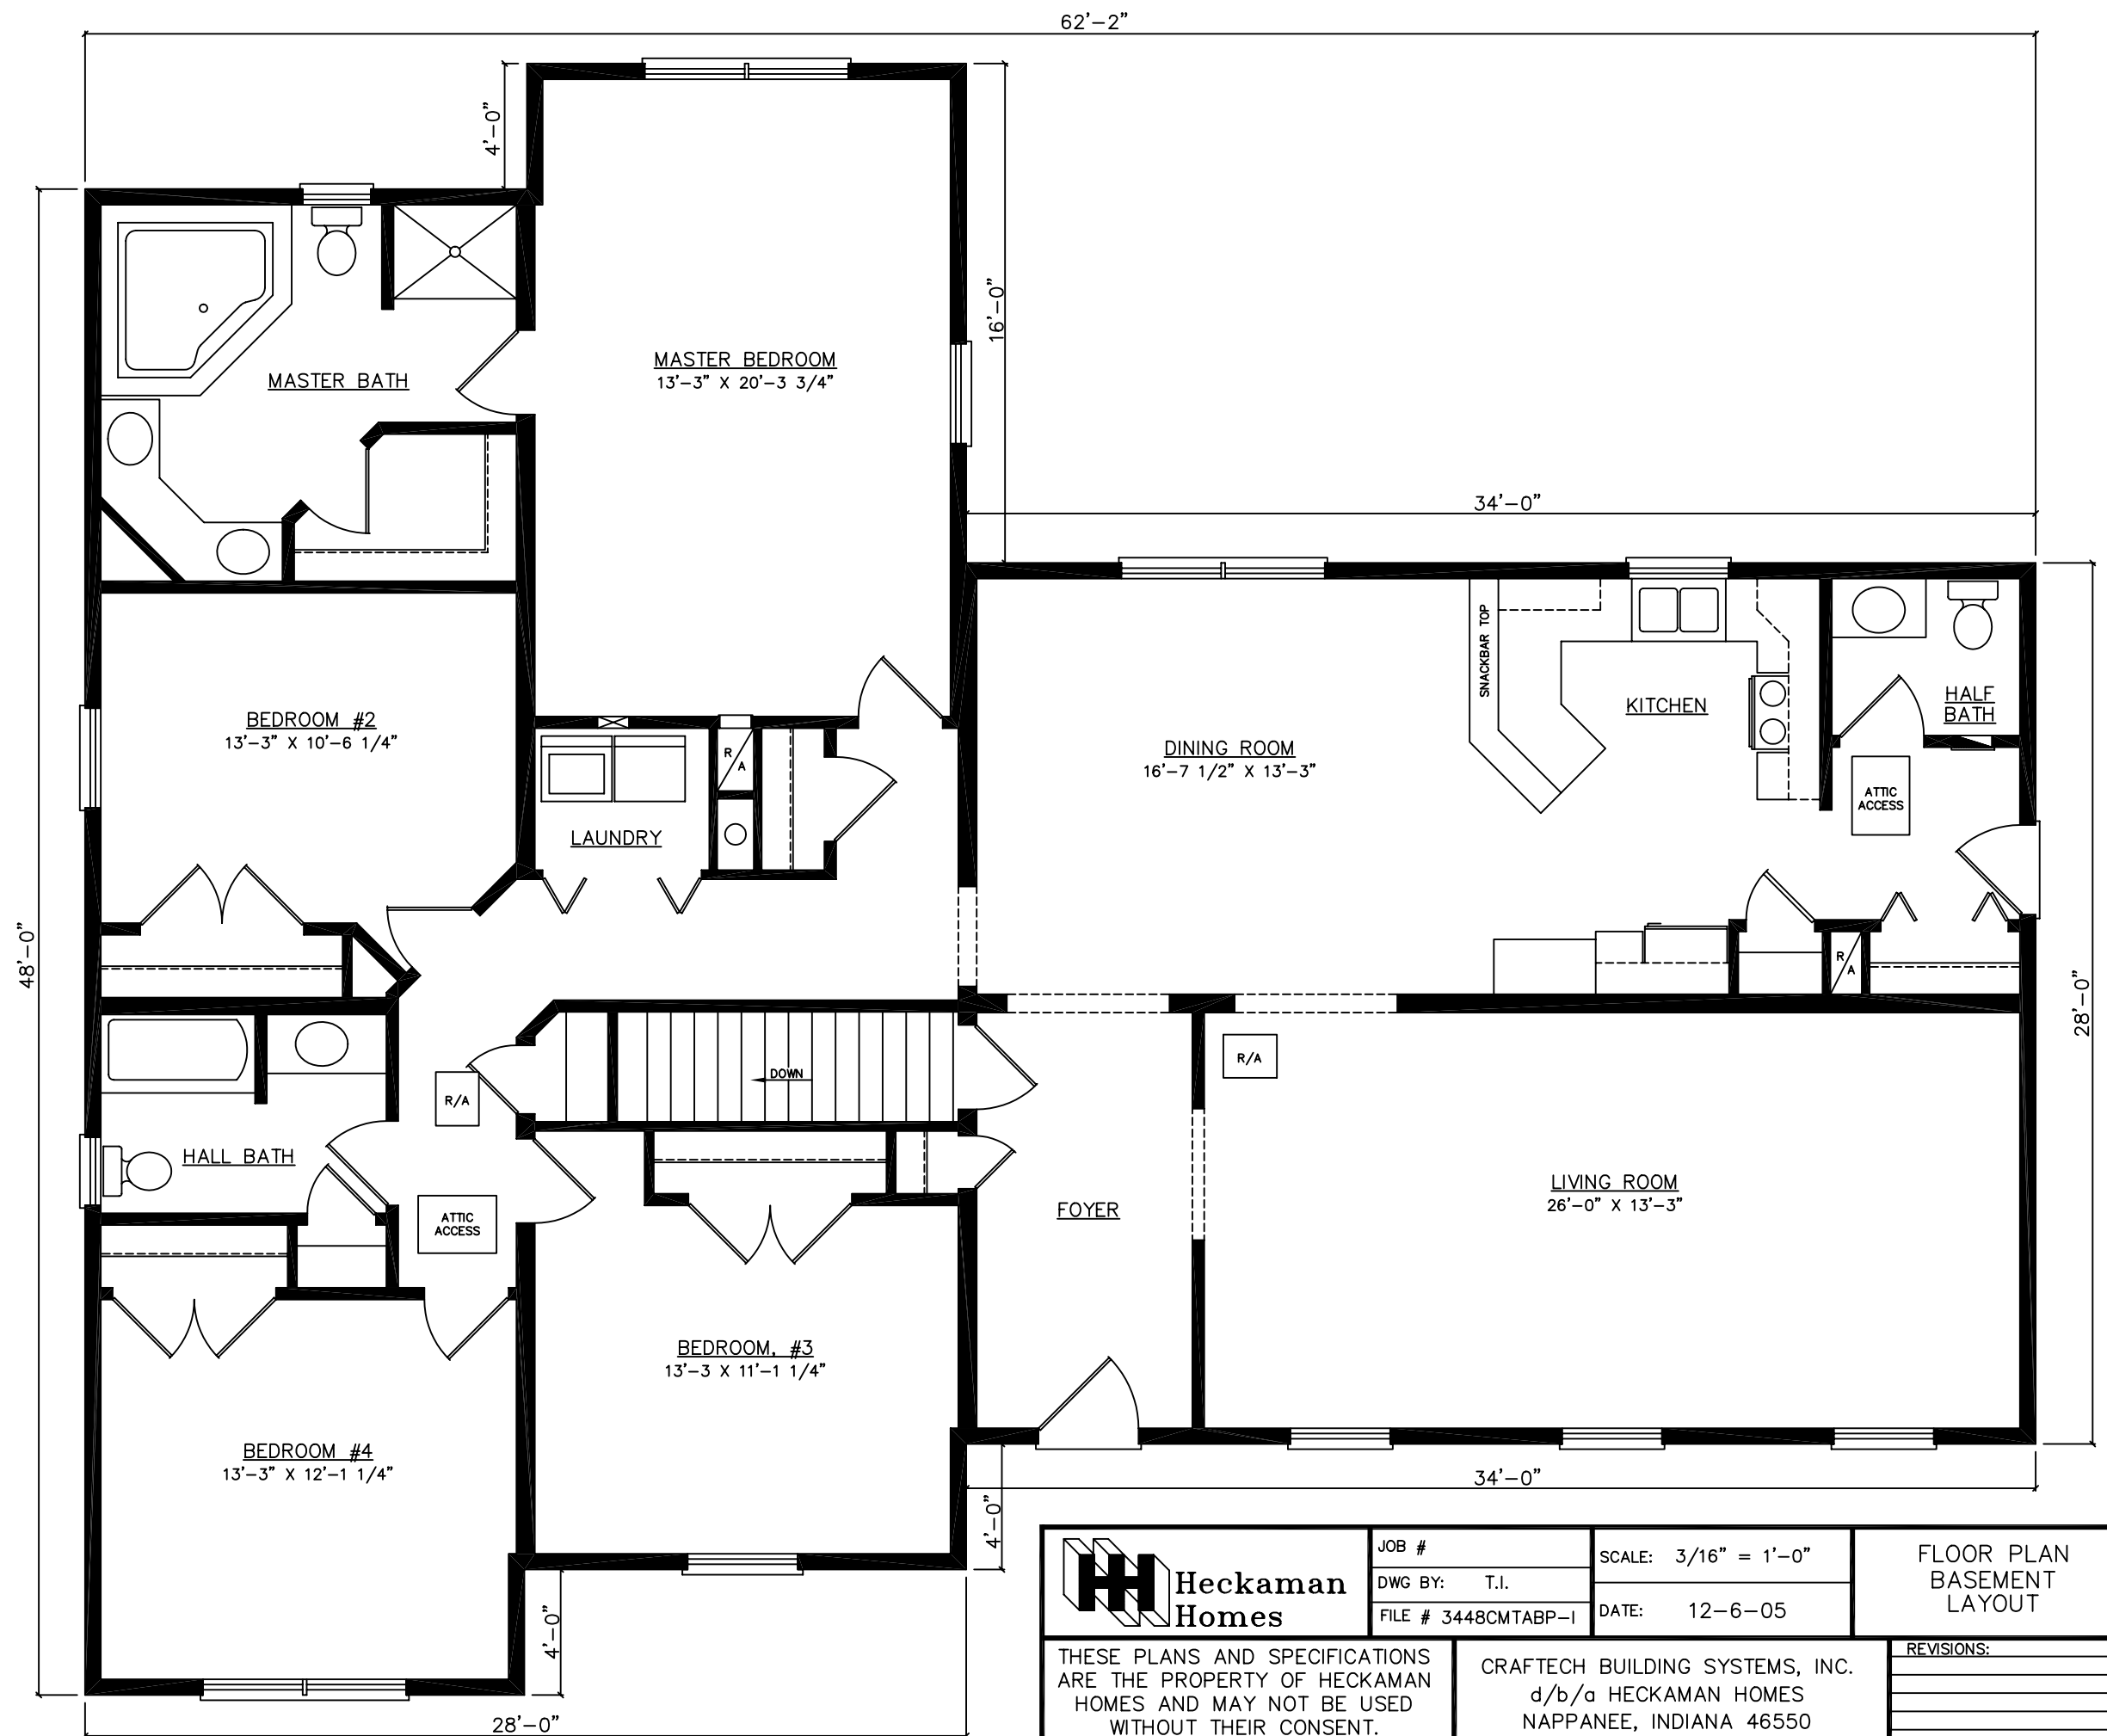 62'-2"
4'-0"
16'-0"
MASTER BEDROOM
13'-3" X 20'-3 3/4"
MASTER BATH
34'-0"
SNACKBAR TOP
KITCHEN
HALF
BATH
BEDROOM #2
13'-3" X 10'-6 1/4"
R
A
DINING ROOM
16'-7 1/2" X 13'-3"
ATTIC
ACCESS
LAUNDRY
48'-0"
R
A
28'-0"
R/A
DOWN
R/A
HALL BATH
ATTIC
ACCESS
FOYER
LIVING ROOM
26'-0" X 13'-3"
BEDROOM, #3
13'-3 X 11'-1 1/4"
BEDROOM #4
13'-3" X 12'-1 1/4"
34'-0"
4'-0"
4'-0"
28'-0"
Heckaman
Homes
JOB #
DWG BY: T.I.
FILE # 3448CMTABP-I
SCALE: 3/16" = 1'-0"
DATE: 12-6-05
FLOOR PLAN
BASEMENT
LAYOUT
THESE PLANS AND SPECIFICATIONS
ARE THE PROPERTY OF HECKAMAN
HOMES AND MAY NOT BE USED
WITHOUT THEIR CONSENT.
CRAFTECH BUILDING SYSTEMS, INC.
d/b/a HECKAMAN HOMES
NAPPANEE, INDIANA 46550
REVISIONS: